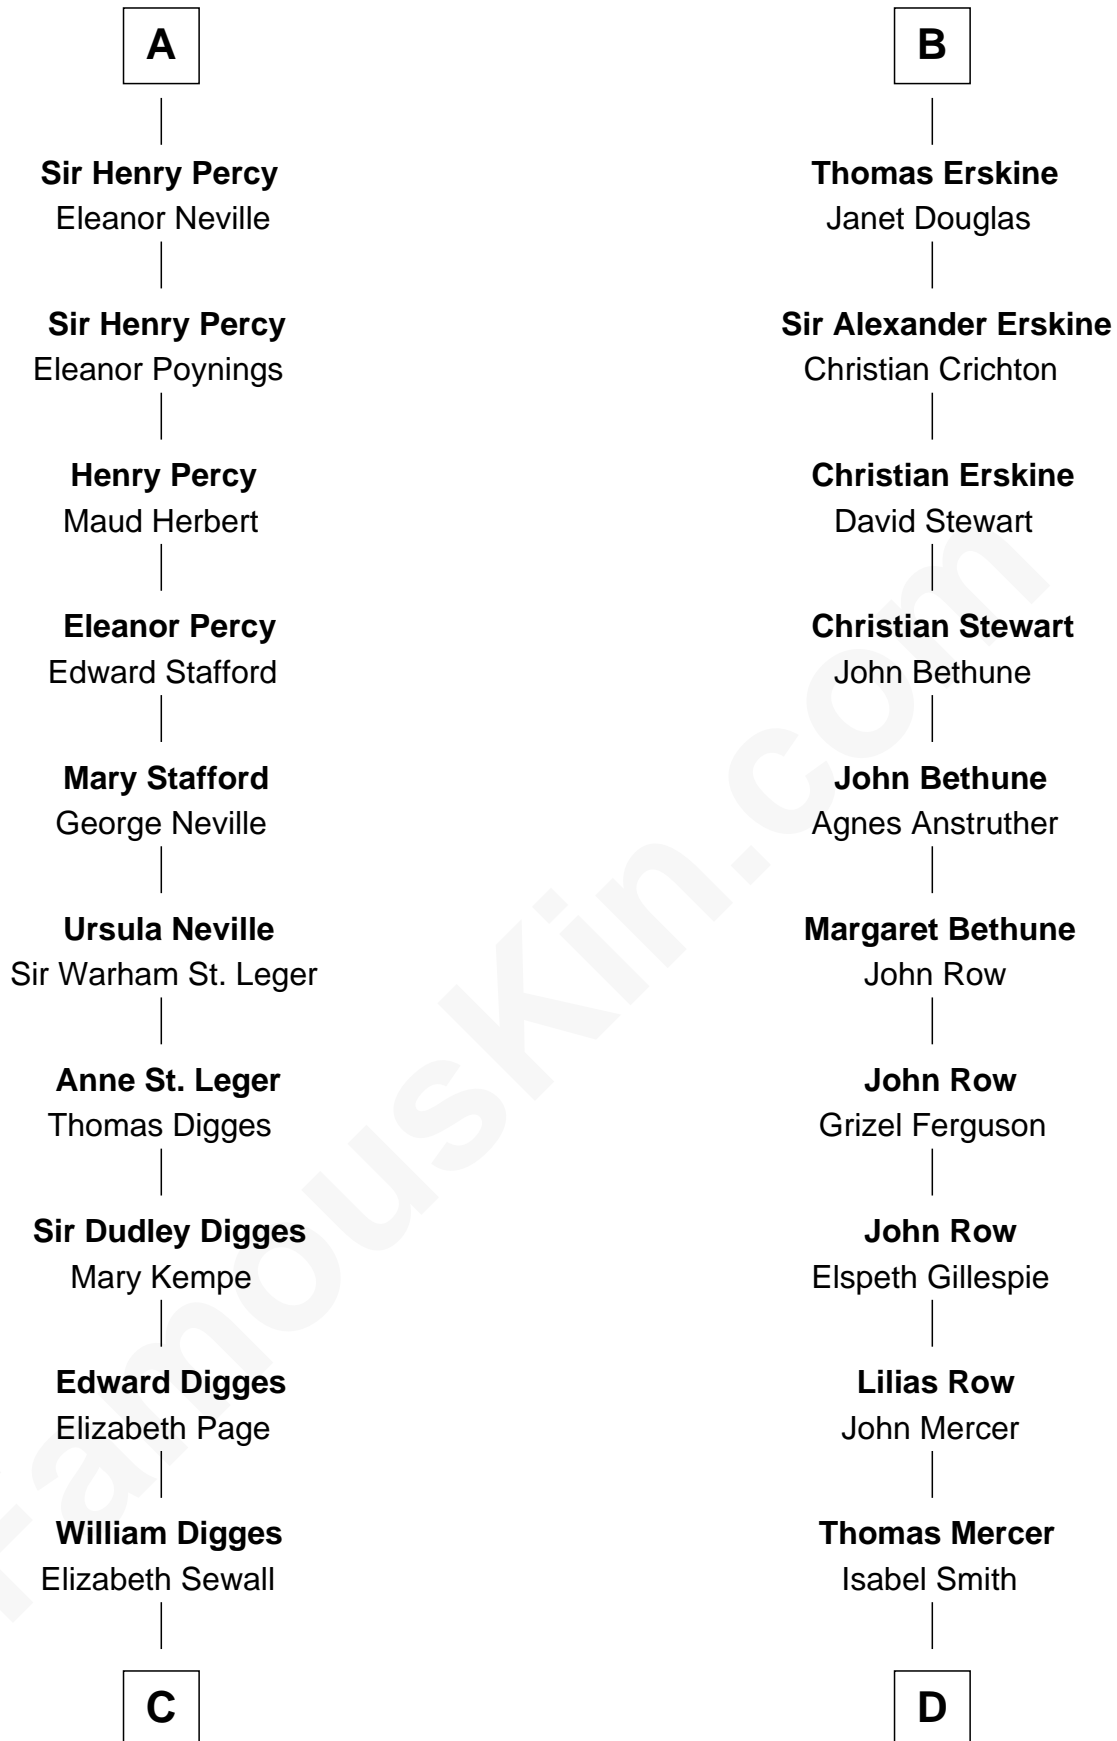 A
Sir Henry Percy
Eleanor Neville
Sir Henry Percy
Eleanor Poynings
Henry Percy
Maud Herbert
Eleanor Percy
Edward Stafford
Mary Stafford
George Neville
Ursula Neville
Sir Warham St. Leger
Anne St. Leger
Thomas Digges
Sir Dudley Digges
Mary Kempe
Edward Digges
Elizabeth Page
William Digges
Elizabeth Sewall
C
B
Thomas Erskine
Janet Douglas
Sir Alexander Erskine
Christian Crichton
Christian Erskine
David Stewart
Christian Stewart
John Bethune
John Bethune
Agnes Anstruther
Margaret Bethune
John Row
John Row
Grizel Ferguson
John Row
Elspeth Gillespie
Lilias Row
John Mercer
Thomas Mercer
Isabel Smith
D
FamousKin.com